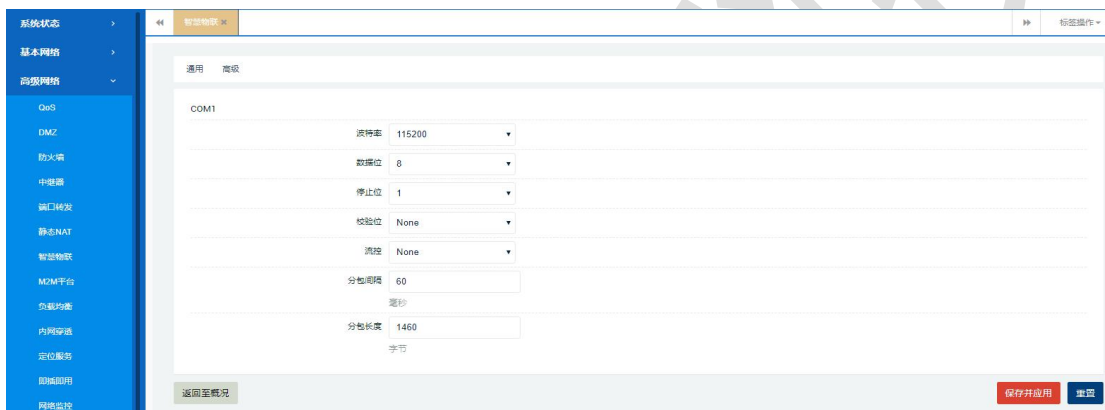 系统状态
智慧物联
标签操作
基本网络
高级网络
通用 高级
QoS
DMZ
防火墙
中继器
端口转发
静态NAT
智慧物联
M2M平台
负载均衡
内网穿透
定位服务
即插即用
网络监控
COM1
波特率 115200
数据位 8
停止位 1
校验位 None
流控 None
分包间隔 60
毫秒
分包长度 1460
字节
返回至概况
保存并应用 重置